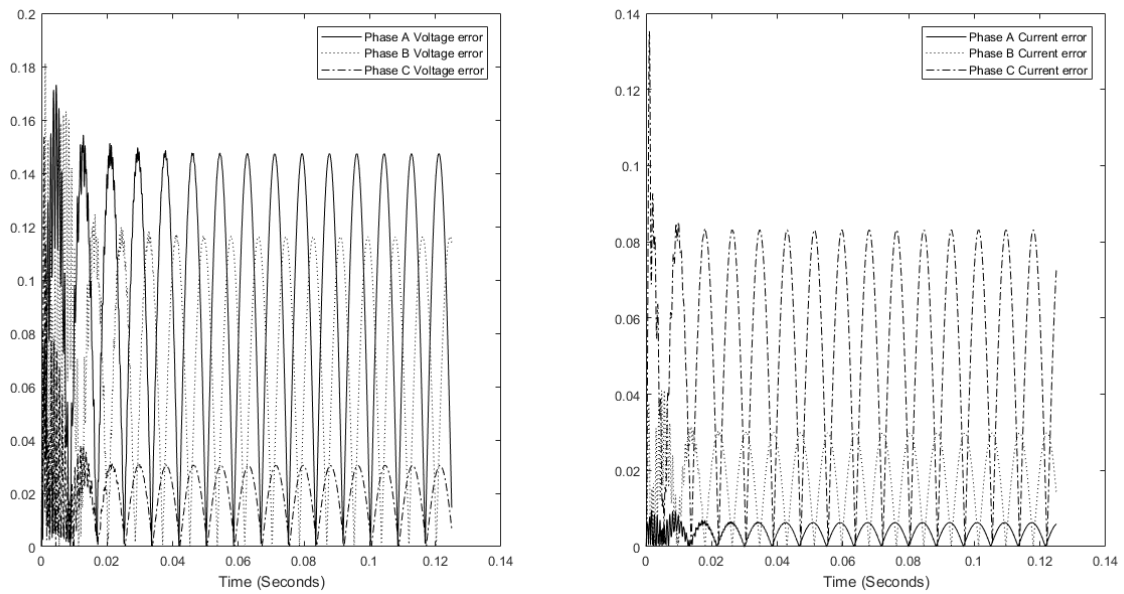 0.2
0.18
0.16
0.14
0.12
0.1
0.08
0.06
0.04
0.02
0
Phase A Voltage error
Phase B Voltage error
Phase C Voltage error
0 0.02 0.04 0.06 0.08 0.1 0.12 0.14
Time (Seconds)
0.14
0.12
0.1
0.08
0.06
0.04
0.02
0
Phase A Current error
Phase B Current error
Phase C Current error
0 0.02 0.04 0.06 0.08 0.1 0.12 0.14
Time (Seconds)